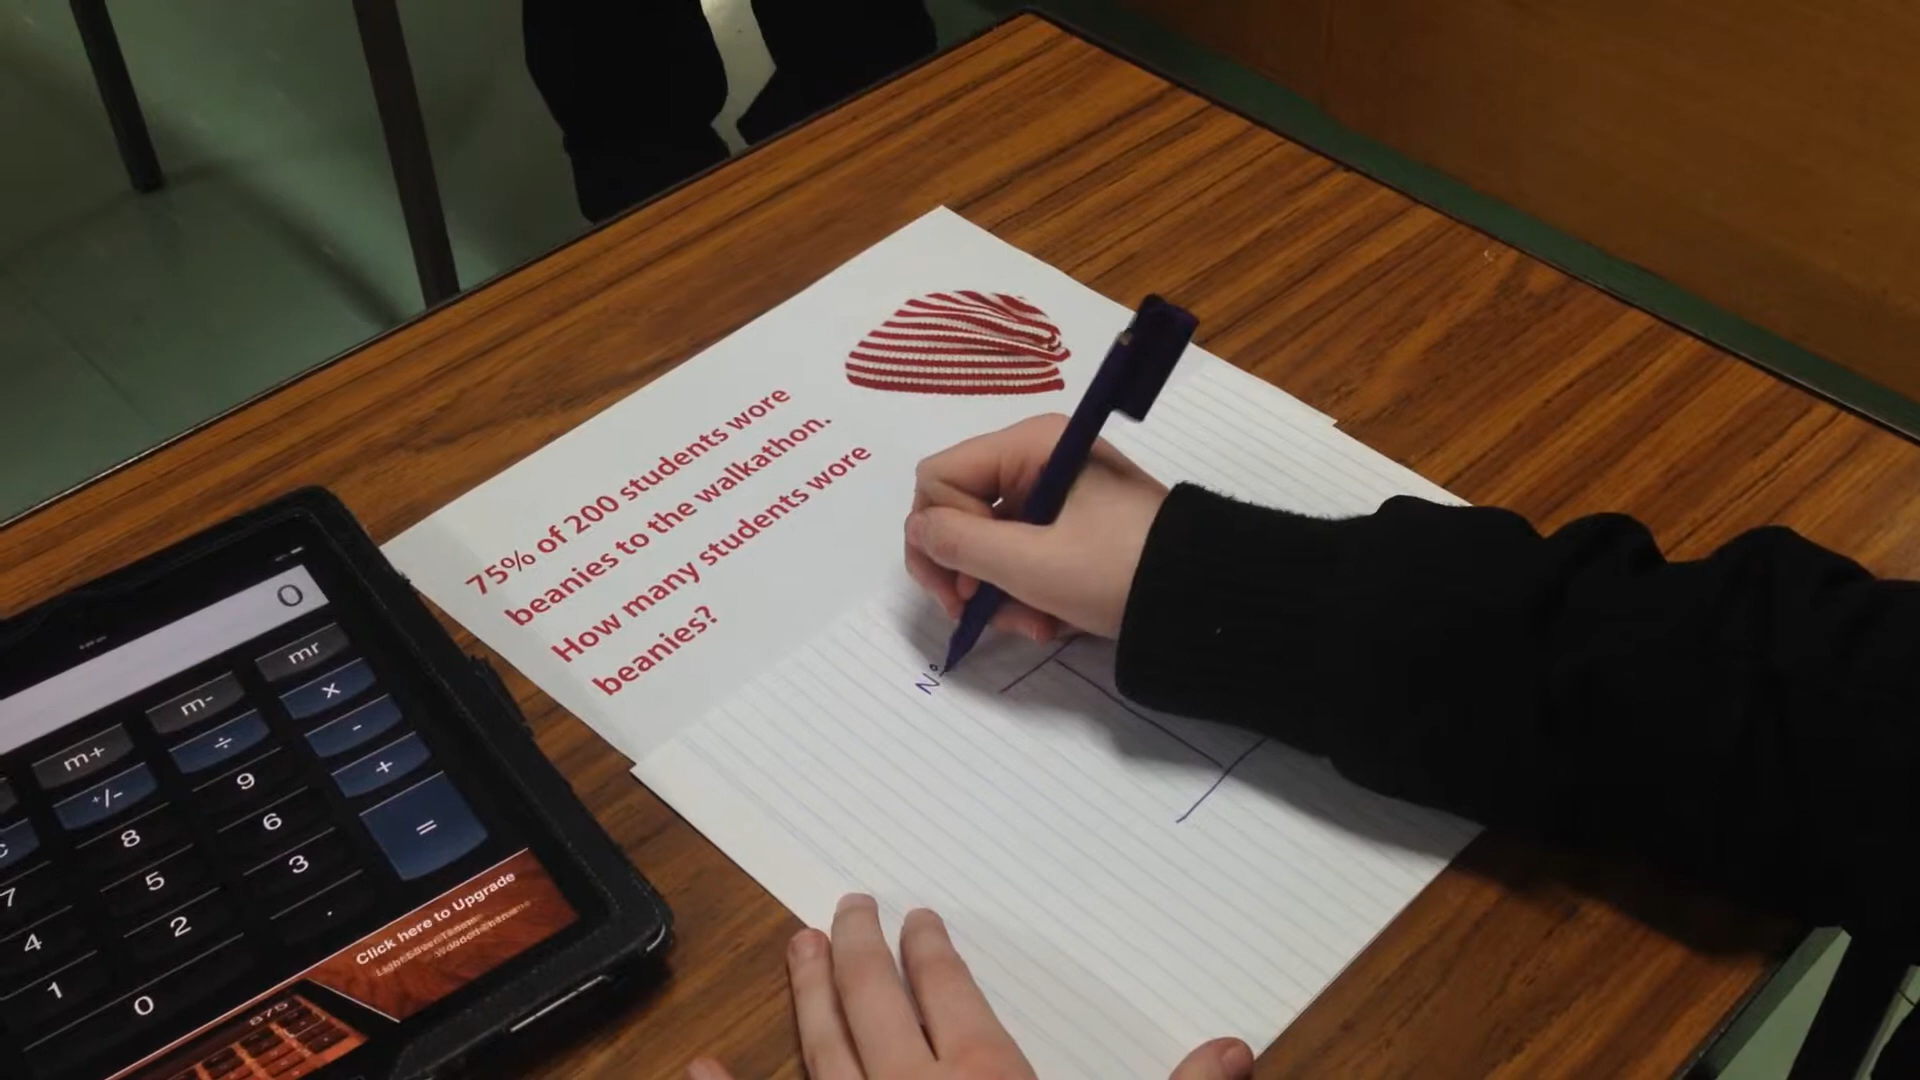 75% of 200 students wore
beanies to the walkathon.
How many students wore
beanies?
Nº
0
mr
m-
m+
x
÷
+/-
-
+
=
c
9
8
7
6
5
4
3
2
1
.
0
Click here to Upgrade